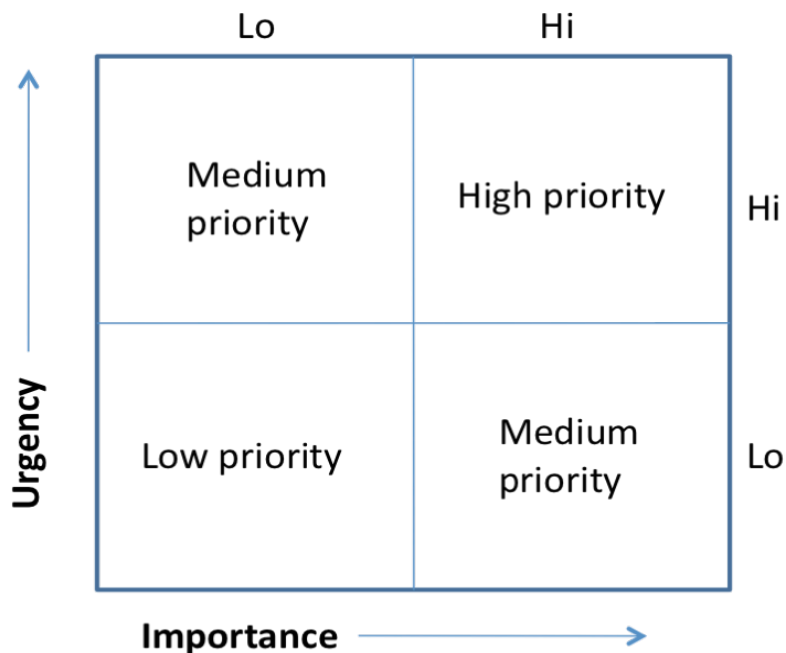 Lo
Hi
Medium
priority
High priority
Hi
Low priority
Medium
priority
Lo
Urgency
Importance